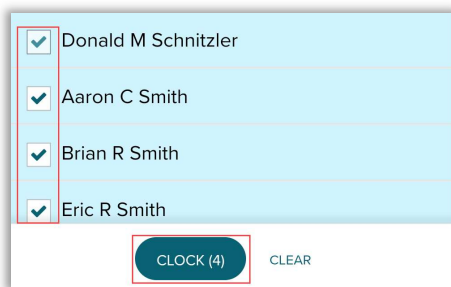 Donald M Schnitzler
Aaron C Smith
Brian R Smith
Eric R Smith
CLOCK (4) CLEAR